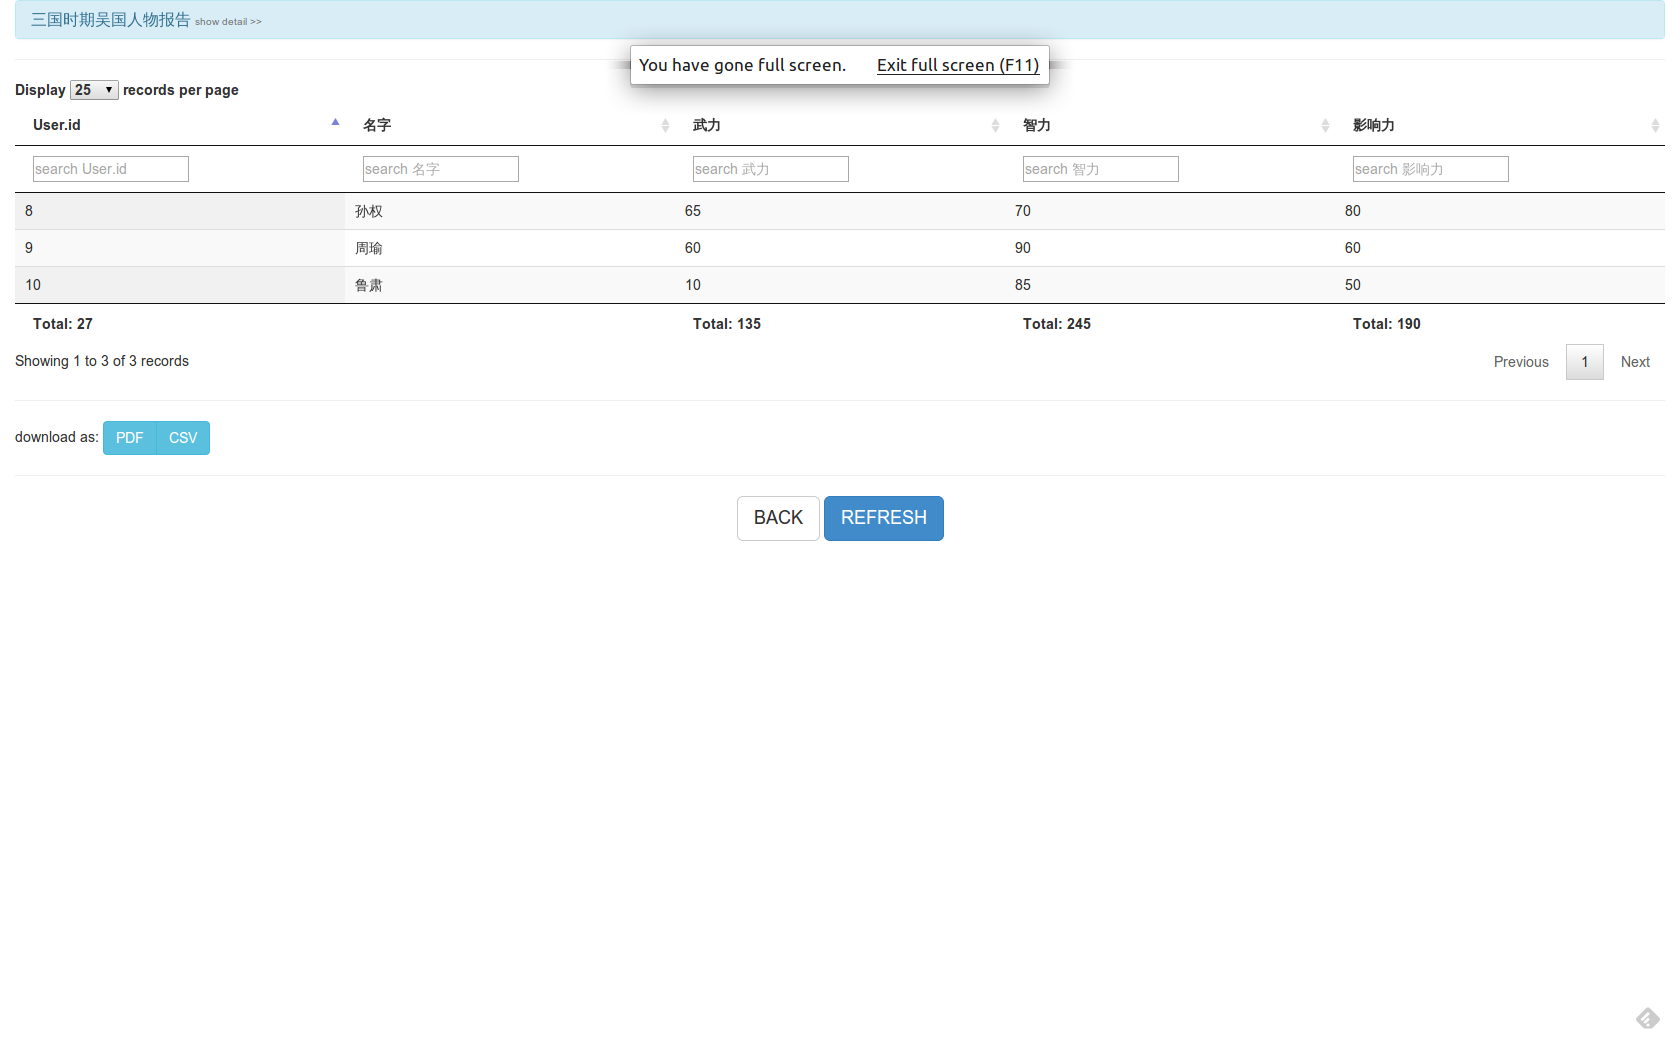 三国时期吴国人物报告 show detail >>
You have gone full screen. Exit full screen (F11)
Display 25 records per page
User.id 名字 武力 智力 影响力
search User.id search 名字 search 武力 search 智力 search 影响力
8 孙权 65 70 80
9 周瑜 60 90 60
10 鲁肃 10 85 50
Total: 27 Total: 135 Total: 245 Total: 190
Showing 1 to 3 of 3 records Previous 1 Next
download as: PDF CSV
BACK REFRESH